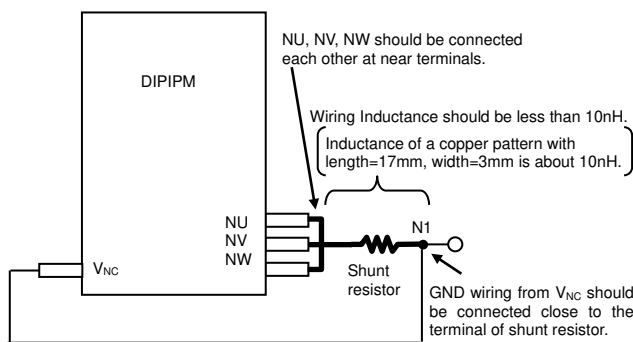 NU, NV, NW should be connected
each other at near terminals.
DIPIPM
Wiring Inductance should be less than 10nH.
Inductance of a copper pattern with
length=17mm, width=3mm is about 10nH.
NU
NV
NW
N1
VNC
Shunt
resistor
GND wiring from VNC should
be connected close to the
terminal of shunt resistor.